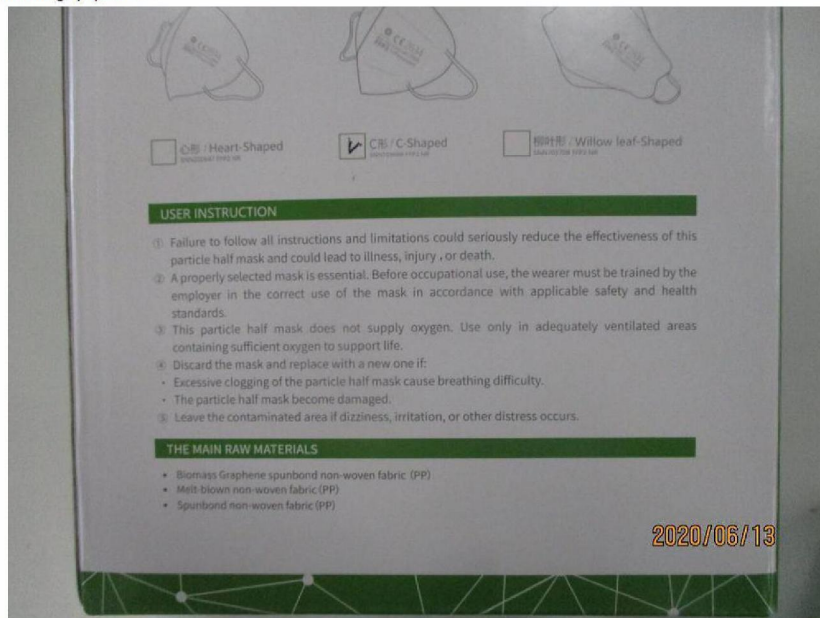 心形 / Heart-Shaped
C形 / C-Shaped
柳叶形 / Willow leaf-Shaped
USER INSTRUCTION
① Failure to follow all instructions and limitations could seriously reduce the effectiveness of this
particle half mask and could lead to illness, injury , or death.
② A properly selected mask is essential. Before occupational use, the wearer must be trained by the
employer in the correct use of the mask in accordance with applicable safety and health
standards.
③ This particle half mask does not supply oxygen. Use only in adequately ventilated areas
containing sufficient oxygen to support life.
④ Discard the mask and replace with a new one if:
· Excessive clogging of the particle half mask cause breathing difficulty.
· The particle half mask become damaged.
⑤ Leave the contaminated area if dizziness, irritation, or other distress occurs.
THE MAIN RAW MATERIALS
• Biomass Graphene spunbond non-woven fabric (PP)
• Melt-blown non-woven fabric (PP)
• Spunbond non-woven fabric (PP)
2020/06/13